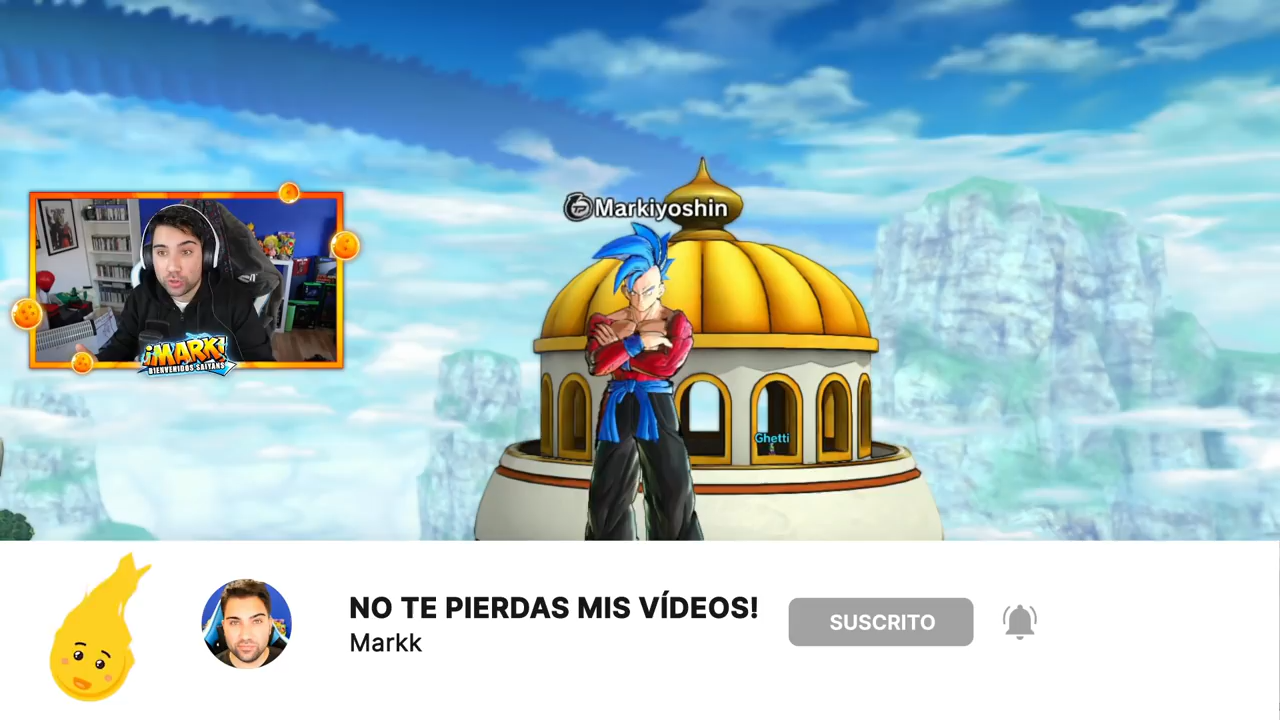 Markiyoshin
¡MARK!
BIENVENIDOS SAIYANS
Ghetti
NO TE PIERDAS MIS VÍDEOS!
Markk
SUSCRITO